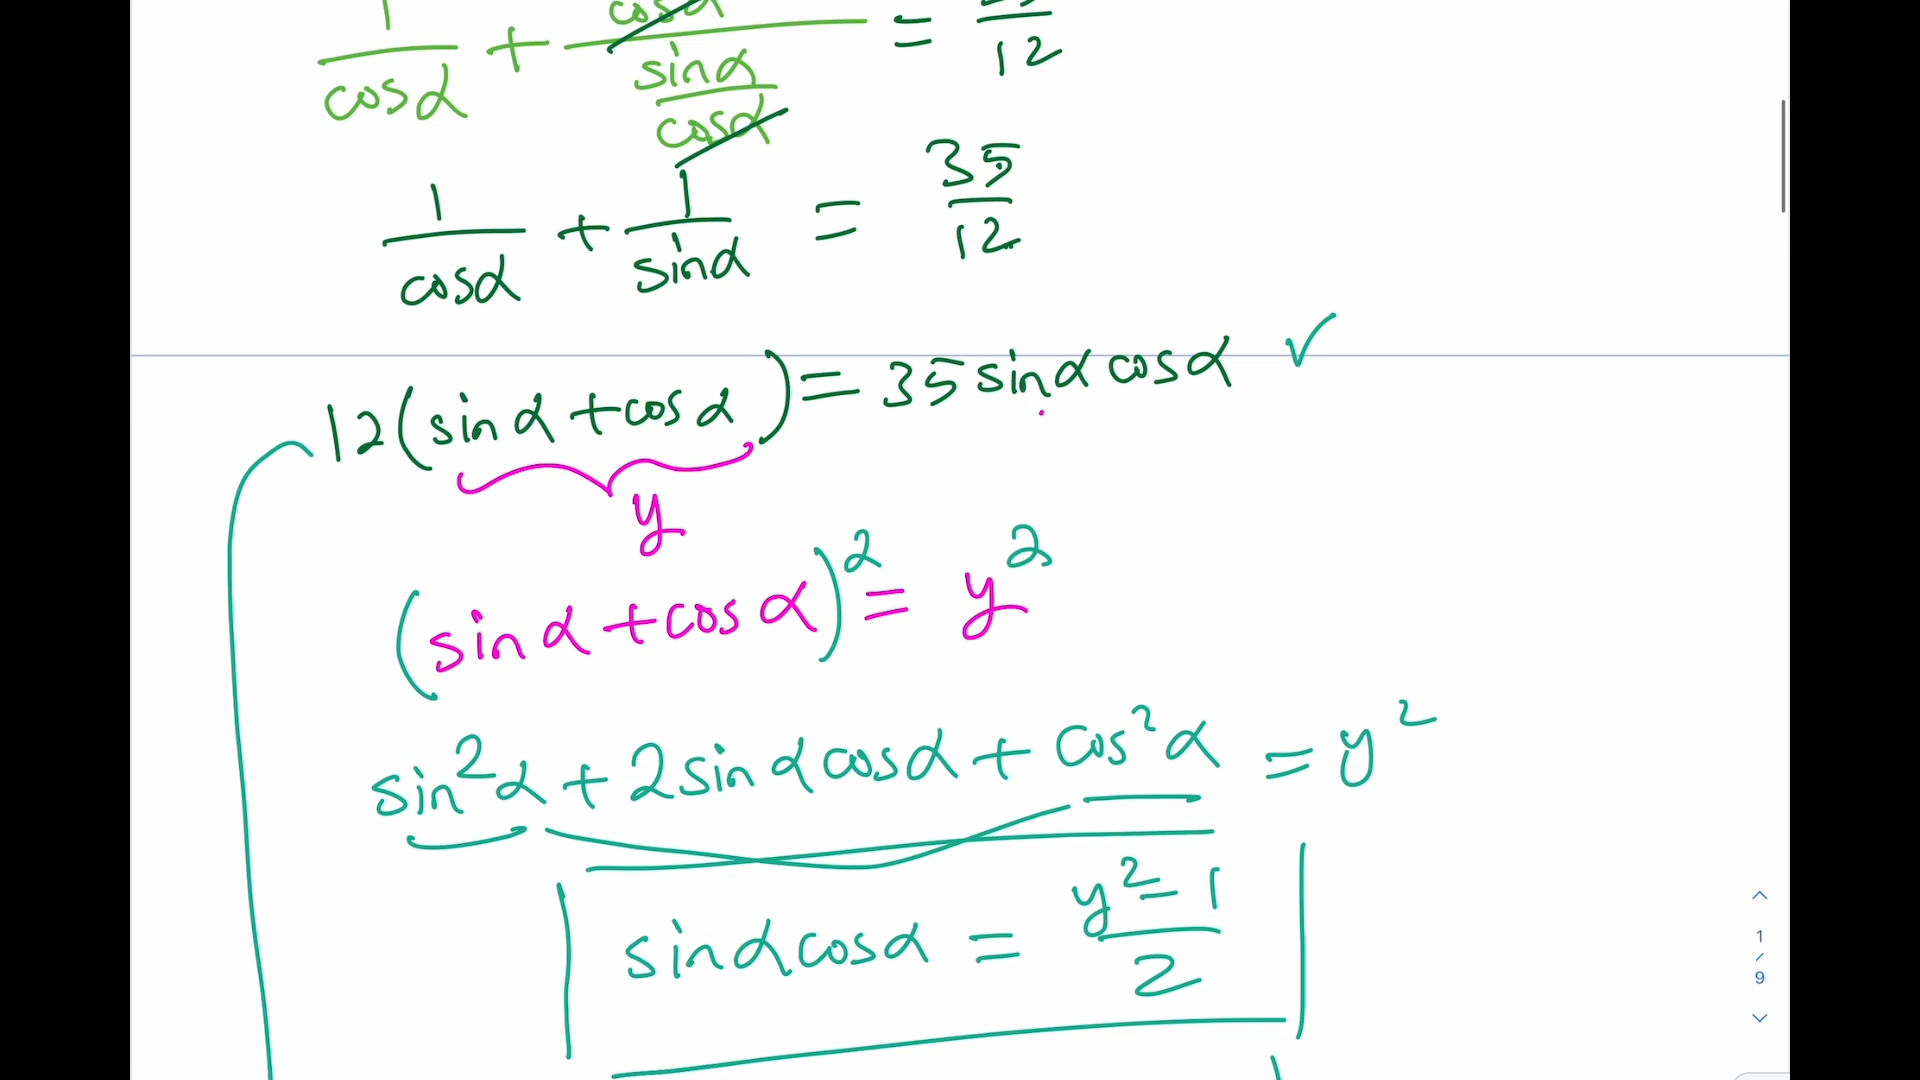 1/cosα + cosα/(sinα/cosα) = /12
1/cosα + 1/sinα = 35/12
12(sinα + cosα) = 35 sinα cosα ✓
y
(sinα + cosα)² = y²
sin²α + 2sinα cosα + cos²α = y²
sinα cosα = (y² - 1)/2
1
/
9